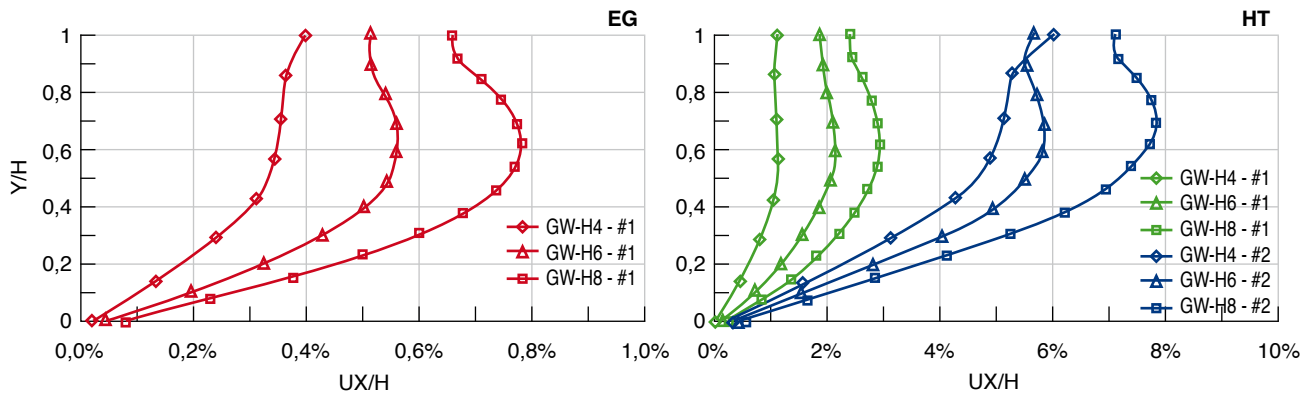 EG
Y/H
1
0,8
0,6
0,4
0,2
0
GW-H4 - #1
GW-H6 - #1
GW-H8 - #1
0,0% 0,2% 0,4% 0,6% 0,8% 1,0%
UX/H
HT
1
0,8
0,6
0,4
0,2
0
GW-H4 - #1
GW-H6 - #1
GW-H8 - #1
GW-H4 - #2
GW-H6 - #2
GW-H8 - #2
0% 2% 4% 6% 8% 10%
UX/H